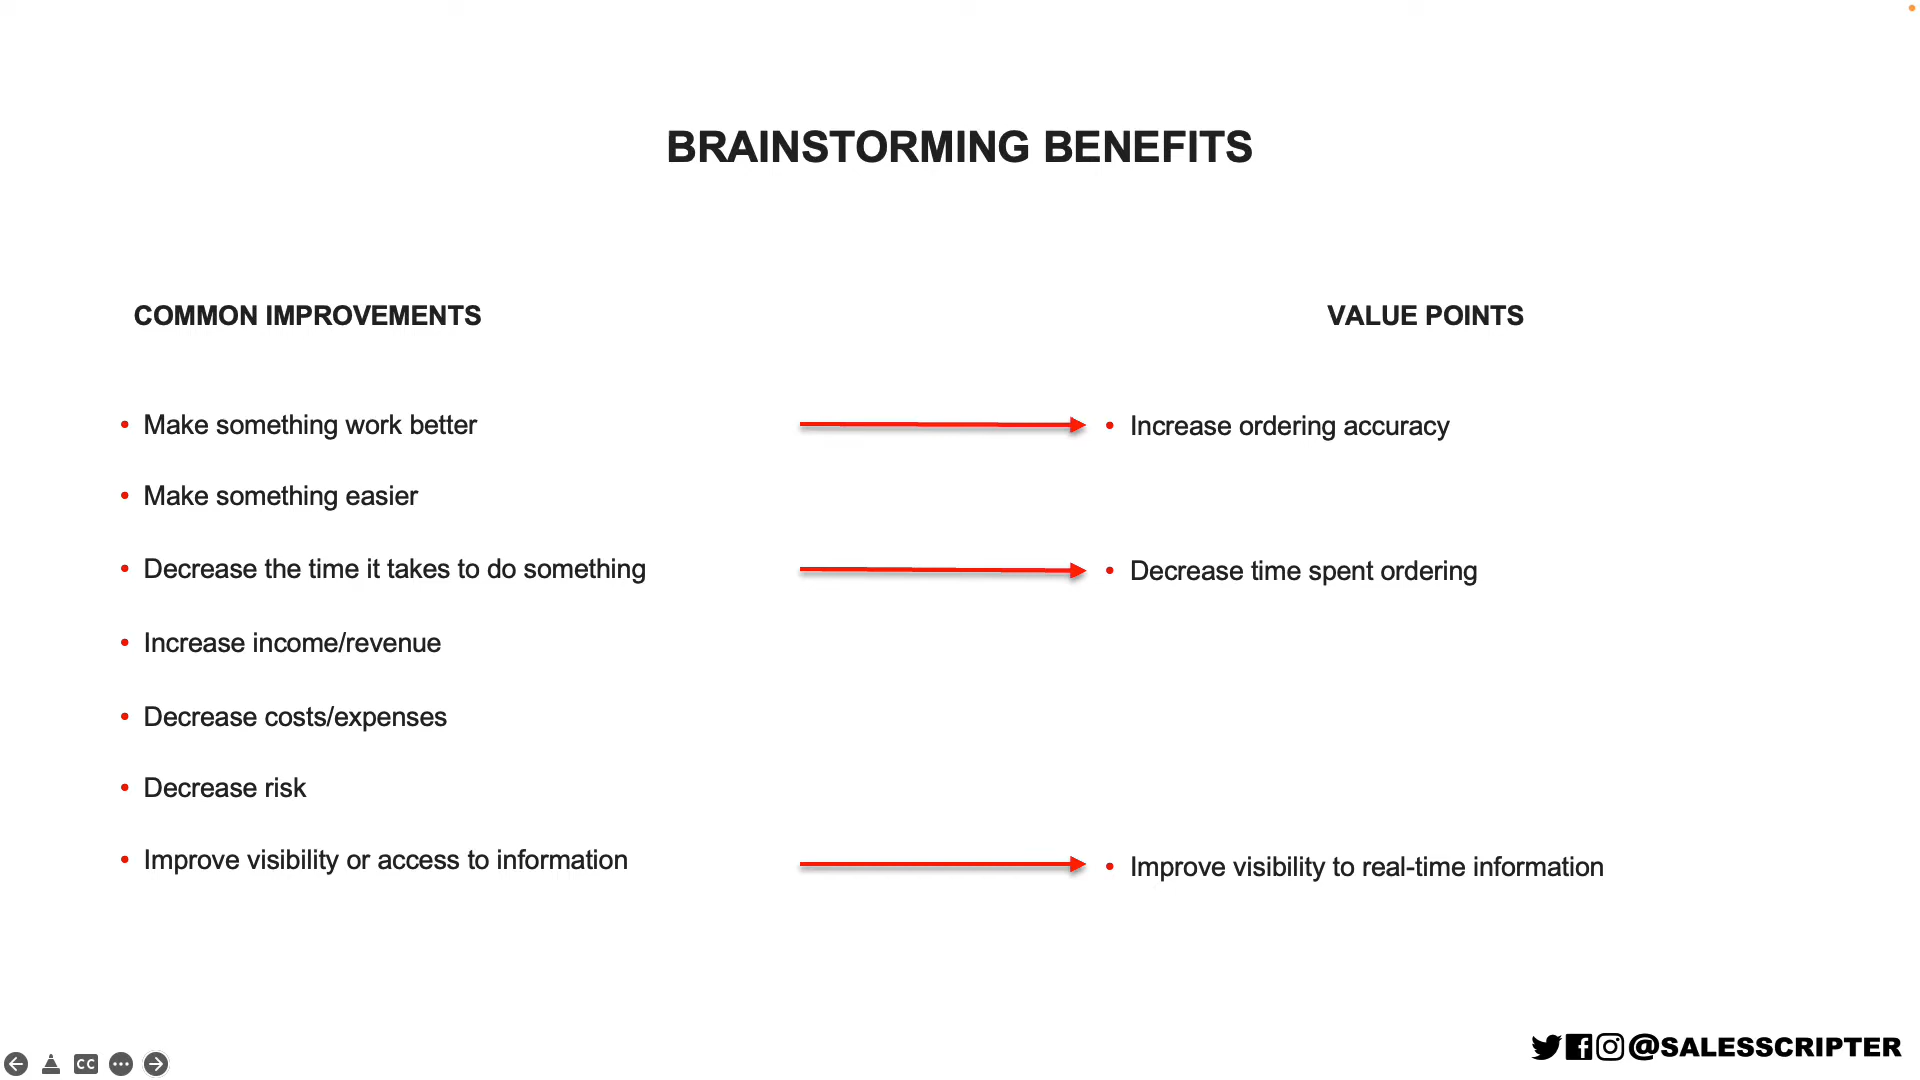 BRAINSTORMING BENEFITS
COMMON IMPROVEMENTS
VALUE POINTS
• Make something work better
• Increase ordering accuracy
• Make something easier
• Decrease the time it takes to do something
• Decrease time spent ordering
• Increase income/revenue
• Decrease costs/expenses
• Decrease risk
• Improve visibility or access to information
• Improve visibility to real-time information
@SALESSCRIPTER
CC